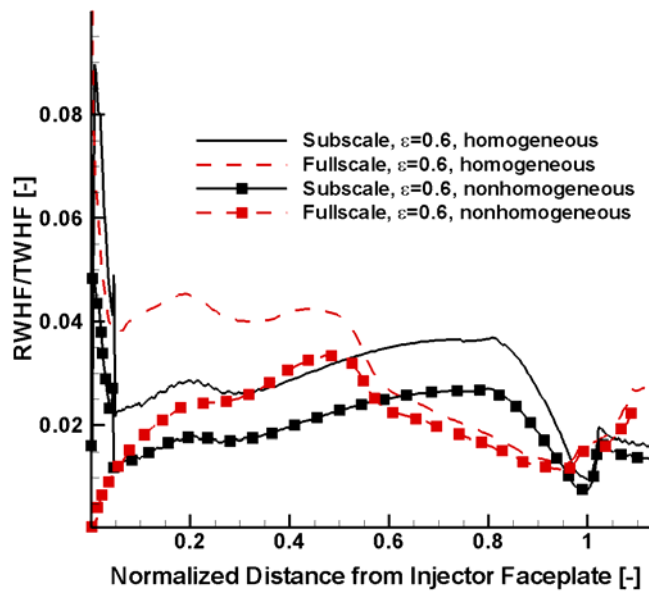 0.08
0.06
0.04
0.02
RWHF/TWHF [-]
Subscale, ε=0.6, homogeneous
Fullscale, ε=0.6, homogeneous
Subscale, ε=0.6, nonhomogeneous
Fullscale, ε=0.6, nonhomogeneous
0.2 0.4 0.6 0.8 1
Normalized Distance from Injector Faceplate [-]